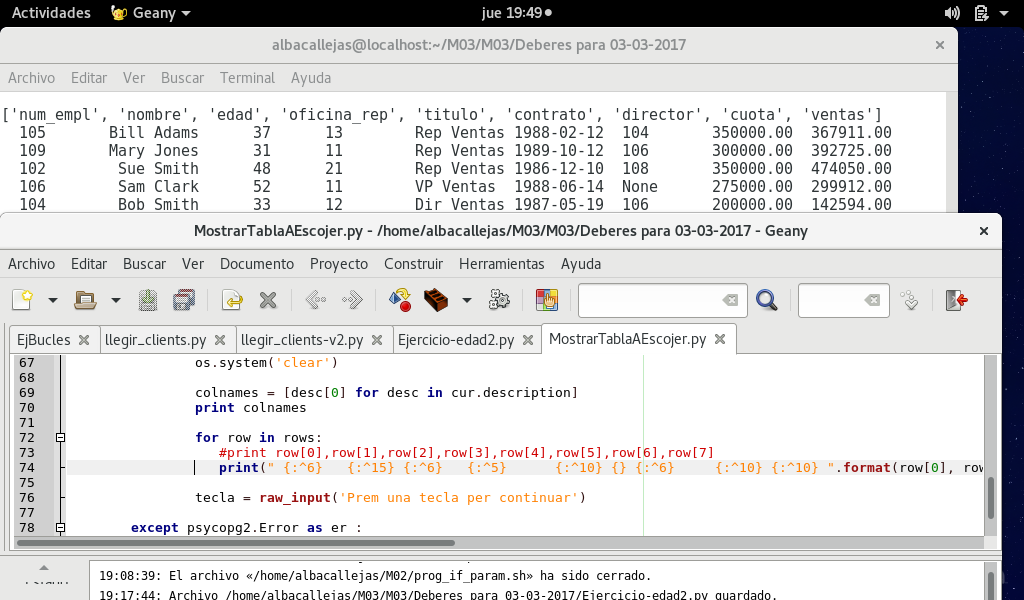 Actividades Geany jue 19:49
albacallejas@localhost:~/M03/M03/Deberes para 03-03-2017
Archivo Editar Ver Buscar Terminal Ayuda
['num_empl', 'nombre', 'edad', 'oficina_rep', 'titulo', 'contrato', 'director', 'cuota', 'ventas']
105 Bill Adams 37 13 Rep Ventas 1988-02-12 104 350000.00 367911.00
109 Mary Jones 31 11 Rep Ventas 1989-10-12 106 300000.00 392725.00
102 Sue Smith 48 21 Rep Ventas 1986-12-10 108 350000.00 474050.00
106 Sam Clark 52 11 VP Ventas 1988-06-14 None 275000.00 299912.00
104 Bob Smith 33 12 Dir Ventas 1987-05-19 106 200000.00 142594.00
MostrarTablaAEscojer.py - /home/albacallejas/M03/M03/Deberes para 03-03-2017 - Geany
Archivo Editar Buscar Ver Documento Proyecto Construir Herramientas Ayuda
EjBucles llegir_clients.py llegir_clients-v2.py Ejercicio-edad2.py MostrarTablaAEscojer.py
67 os.system('clear')
68
69 colnames = [desc[0] for desc in cur.description]
70 print colnames
71
72 for row in rows:
73 #print row[0],row[1],row[2],row[3],row[4],row[5],row[6],row[7]
74 print(" {:^6}   {:^15} {:^6}   {:^5}      {:^10} {} {:^6}     {:^10} {:^10} ".format(row[0], row
75
76 tecla = raw_input('Prem una tecla per continuar')
77
78 except psycopg2.Error as er :
19:08:39: El archivo «/home/albacallejas/M02/prog_if_param.sh» ha sido cerrado.
19:17:44: Archivo /home/albacallejas/M03/M03/Deberes para 03-03-2017/Ejercicio-edad2.py guardado.